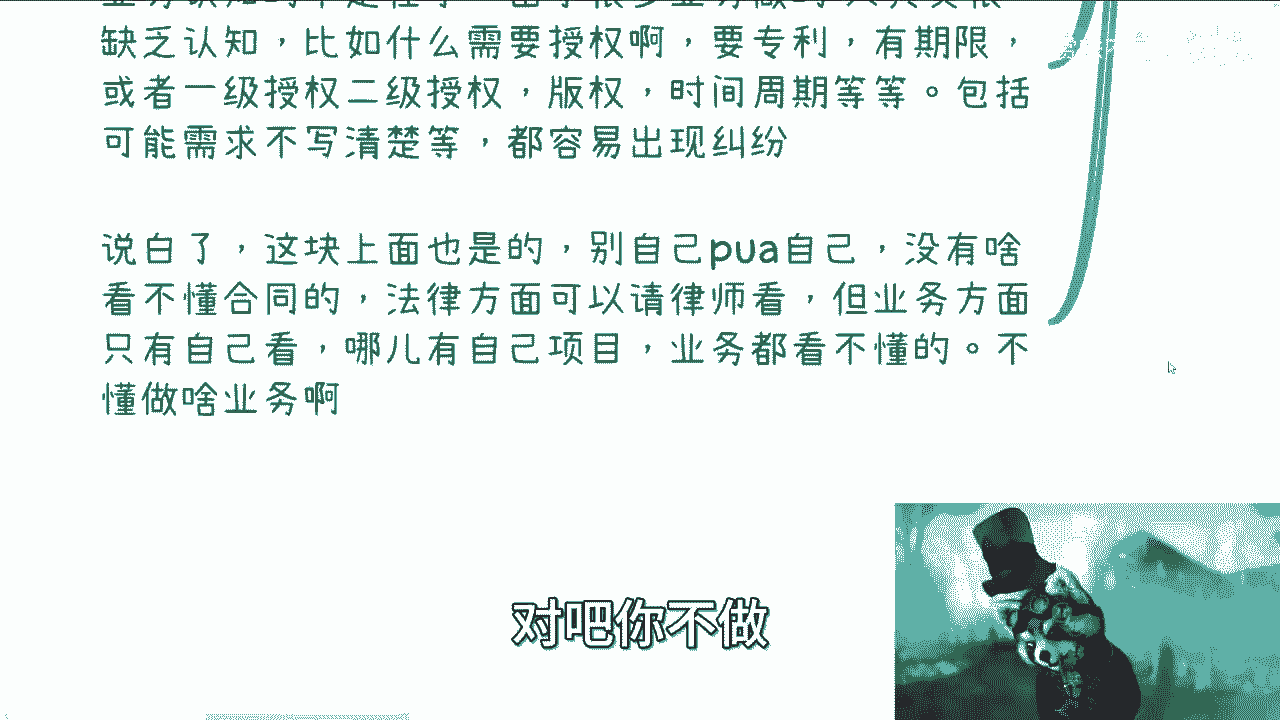 缺乏认知，比如什么需要授权啊，要专利，有期限，
或者一级授权二级授权，版权，时间周期等等。包括
可能需求不写清楚等，都容易出现纠纷
说白了，这块上面也是的，别自己pua自己，没有啥
看不懂合同的，法律方面可以请律师看，但业务方面
只有自己看，哪儿有自己项目，业务都看不懂的。不
懂做啥业务啊
对吧你不做